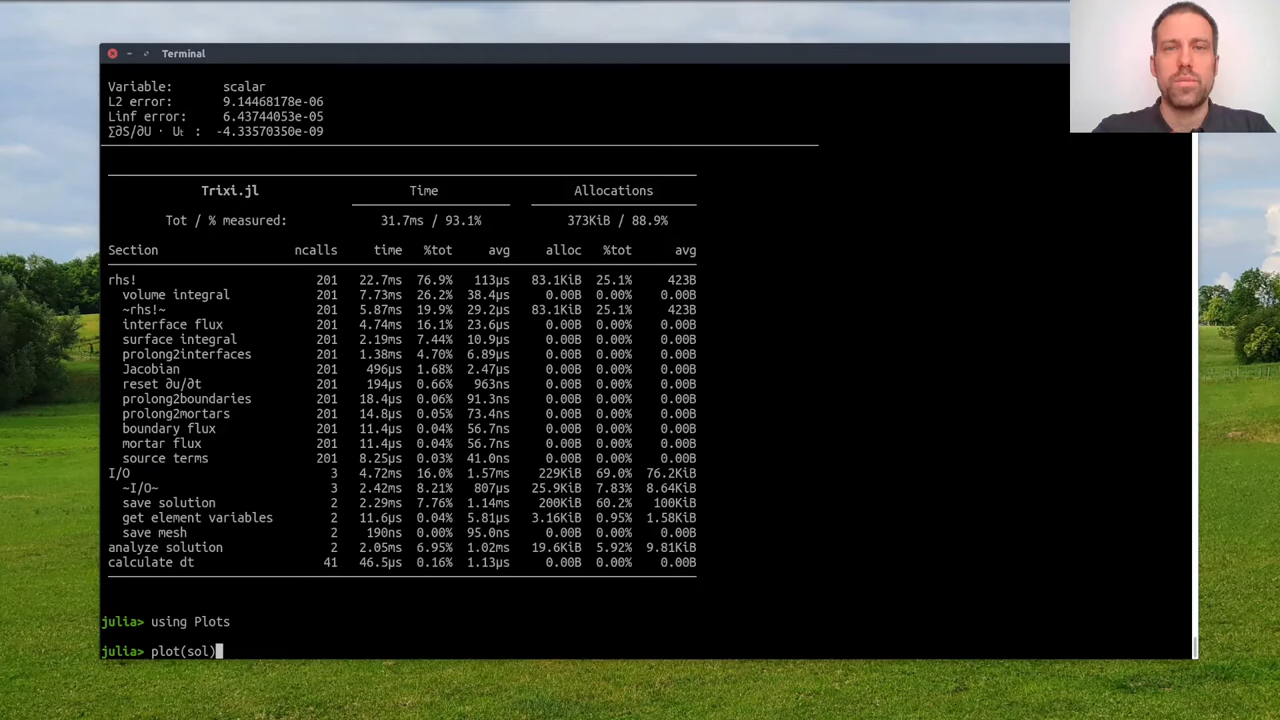 Terminal
Variable: scalar
L2 error: 9.14468178e-06
Linf error: 6.43744053e-05
∑∂S/∂U · Uₜ : -4.33570350e-09
Trixi.jl Time Allocations
Tot / % measured: 31.7ms / 93.1% 373KiB / 88.9%
Section ncalls time %tot avg alloc %tot avg
rhs! 201 22.7ms 76.9% 113μs 83.1KiB 25.1% 423B
volume integral 201 7.73ms 26.2% 38.4μs 0.00B 0.00% 0.00B
~rhs!~ 201 5.87ms 19.9% 29.2μs 83.1KiB 25.1% 423B
interface flux 201 4.74ms 16.1% 23.6μs 0.00B 0.00% 0.00B
surface integral 201 2.19ms 7.44% 10.9μs 0.00B 0.00% 0.00B
prolong2interfaces 201 1.38ms 4.70% 6.89μs 0.00B 0.00% 0.00B
Jacobian 201 496μs 1.68% 2.47μs 0.00B 0.00% 0.00B
reset ∂u/∂t 201 194μs 0.66% 963ns 0.00B 0.00% 0.00B
prolong2boundaries 201 18.4μs 0.06% 91.3ns 0.00B 0.00% 0.00B
prolong2mortars 201 14.8μs 0.05% 73.4ns 0.00B 0.00% 0.00B
boundary flux 201 11.4μs 0.04% 56.7ns 0.00B 0.00% 0.00B
mortar flux 201 11.4μs 0.04% 56.7ns 0.00B 0.00% 0.00B
source terms 201 8.25μs 0.03% 41.0ns 0.00B 0.00% 0.00B
I/O 3 4.72ms 16.0% 1.57ms 229KiB 69.0% 76.2KiB
~I/O~ 3 2.42ms 8.21% 807μs 25.9KiB 7.83% 8.64KiB
save solution 2 2.29ms 7.76% 1.14ms 200KiB 60.2% 100KiB
get element variables 2 11.6μs 0.04% 5.81μs 3.16KiB 0.95% 1.58KiB
save mesh 2 190ns 0.00% 95.0ns 0.00B 0.00% 0.00B
analyze solution 2 2.05ms 6.95% 1.02ms 19.6KiB 5.92% 9.81KiB
calculate dt 41 46.5μs 0.16% 1.13μs 0.00B 0.00% 0.00B
julia> using Plots
julia> plot(sol)